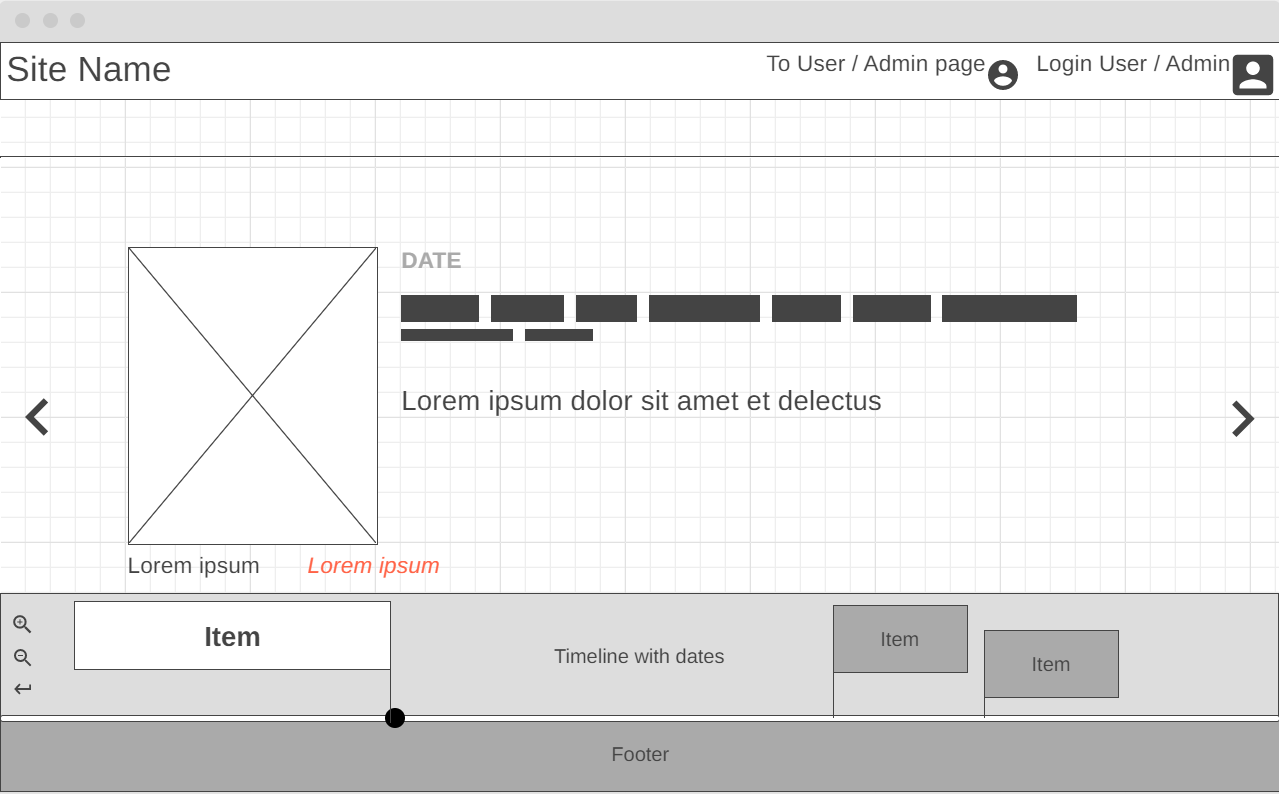 Site Name
To User / Admin page
Login User / Admin
DATE
Lorem ipsum dolor sit amet et delectus
Lorem ipsum
Lorem ipsum
Item
Timeline with dates
Item
Item
Footer